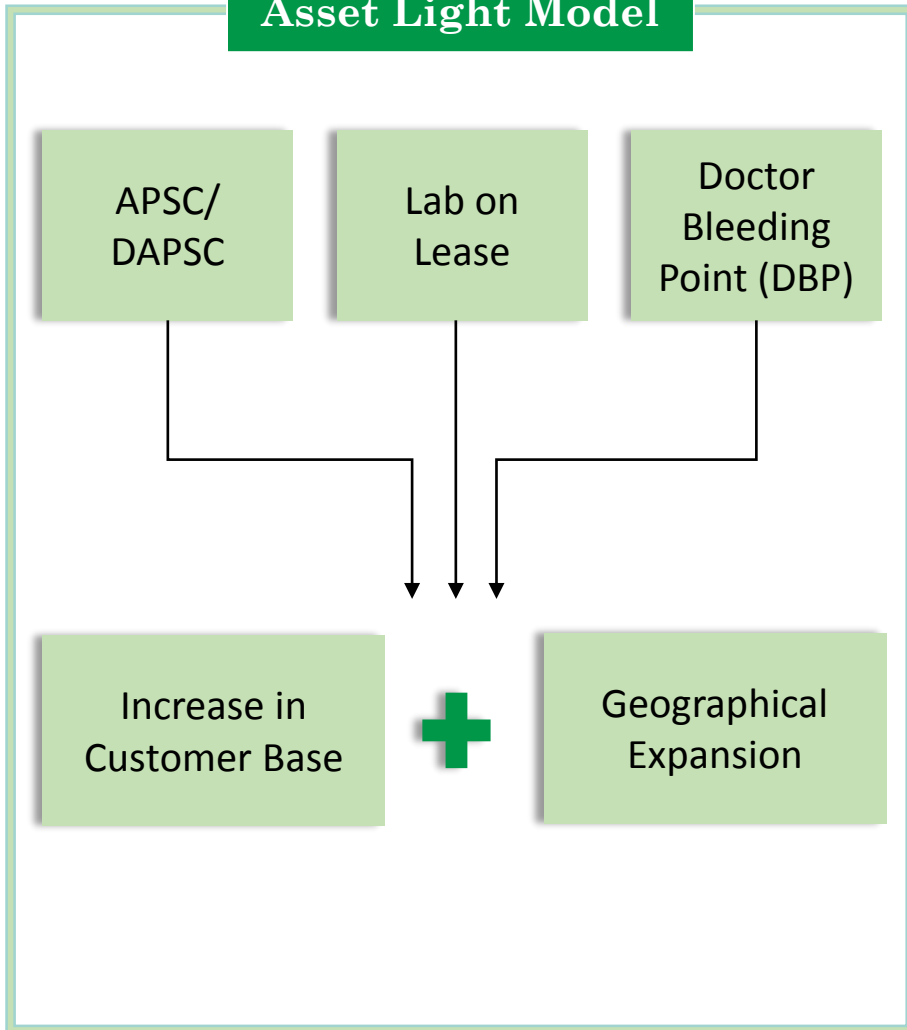 Asset Light Model
APSC/
DAPSC
Lab on
Lease
Doctor
Bleeding
Point (DBP)
Increase in
Customer Base
Geographical
Expansion